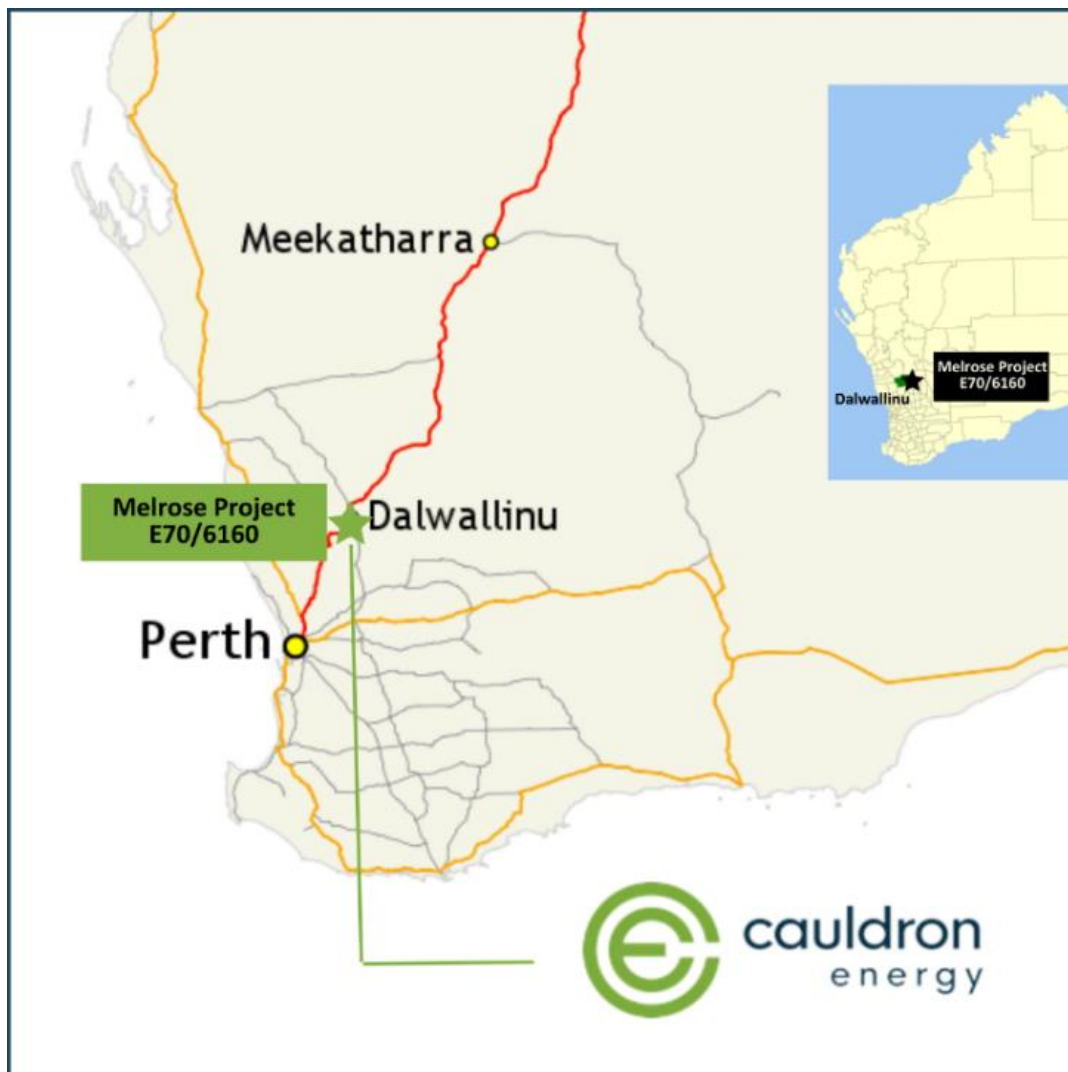 Meekatharra
Melrose Project
E70/6160
Dalwallinu
Melrose Project
E70/6160
Dalwallinu
Perth
cauldron
energy